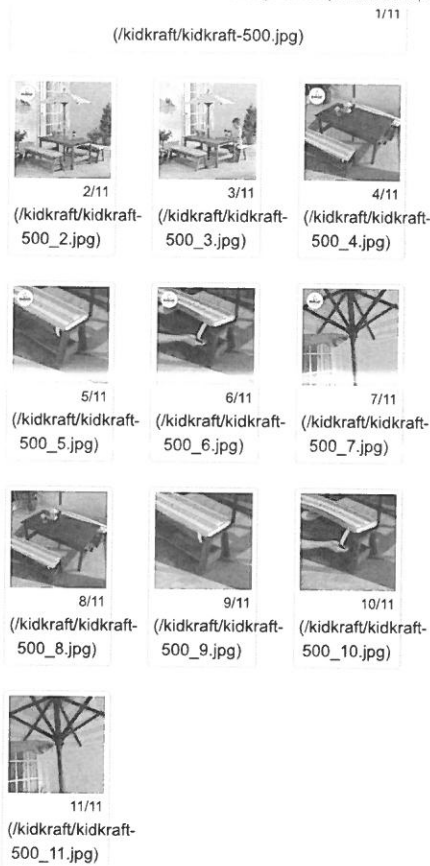 1/11
(/kidkraft/kidkraft-500.jpg)
2/11
(/kidkraft/kidkraft-
500_2.jpg)
3/11
(/kidkraft/kidkraft-
500_3.jpg)
4/11
(/kidkraft/kidkraft-
500_4.jpg)
5/11
(/kidkraft/kidkraft-
500_5.jpg)
6/11
(/kidkraft/kidkraft-
500_6.jpg)
7/11
(/kidkraft/kidkraft-
500_7.jpg)
8/11
(/kidkraft/kidkraft-
500_8.jpg)
9/11
(/kidkraft/kidkraft-
500_9.jpg)
10/11
(/kidkraft/kidkraft-
500_10.jpg)
11/11
(/kidkraft/kidkraft-
500_11.jpg)